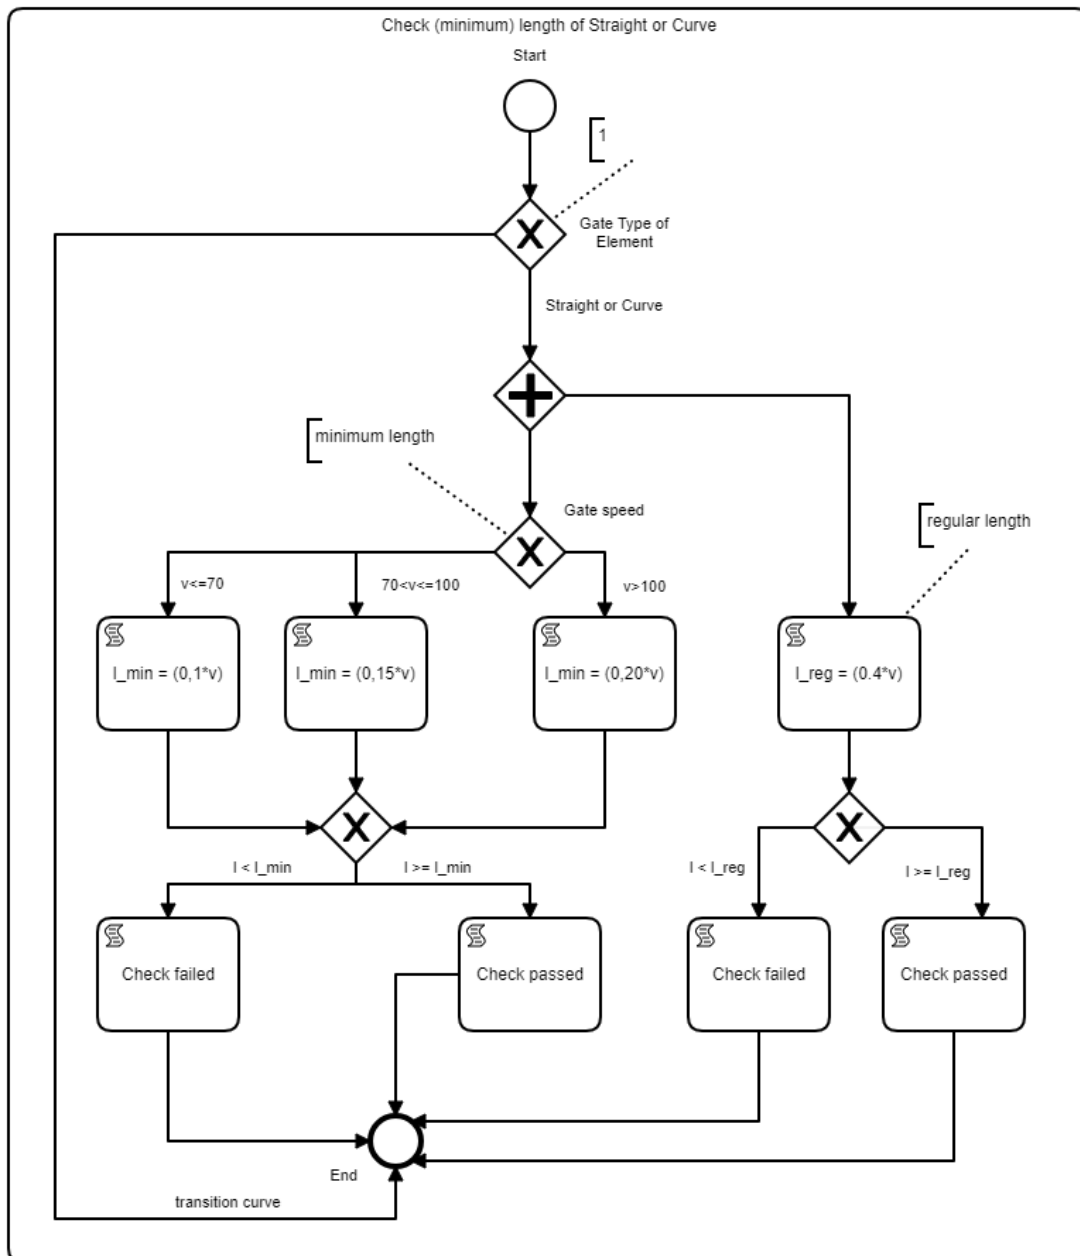 Check (minimum) length of Straight or Curve
Start
1
Gate Type of
Element
Straight or Curve
minimum length
Gate speed
regular length
v<=70
70<v<=100
v>100
l_min = (0,1*v)
l_min = (0,15*v)
l_min = (0,20*v)
l_reg = (0.4*v)
l < l_min
l >= l_min
l < l_reg
l >= l_reg
Check failed
Check passed
Check failed
Check passed
End
transition curve